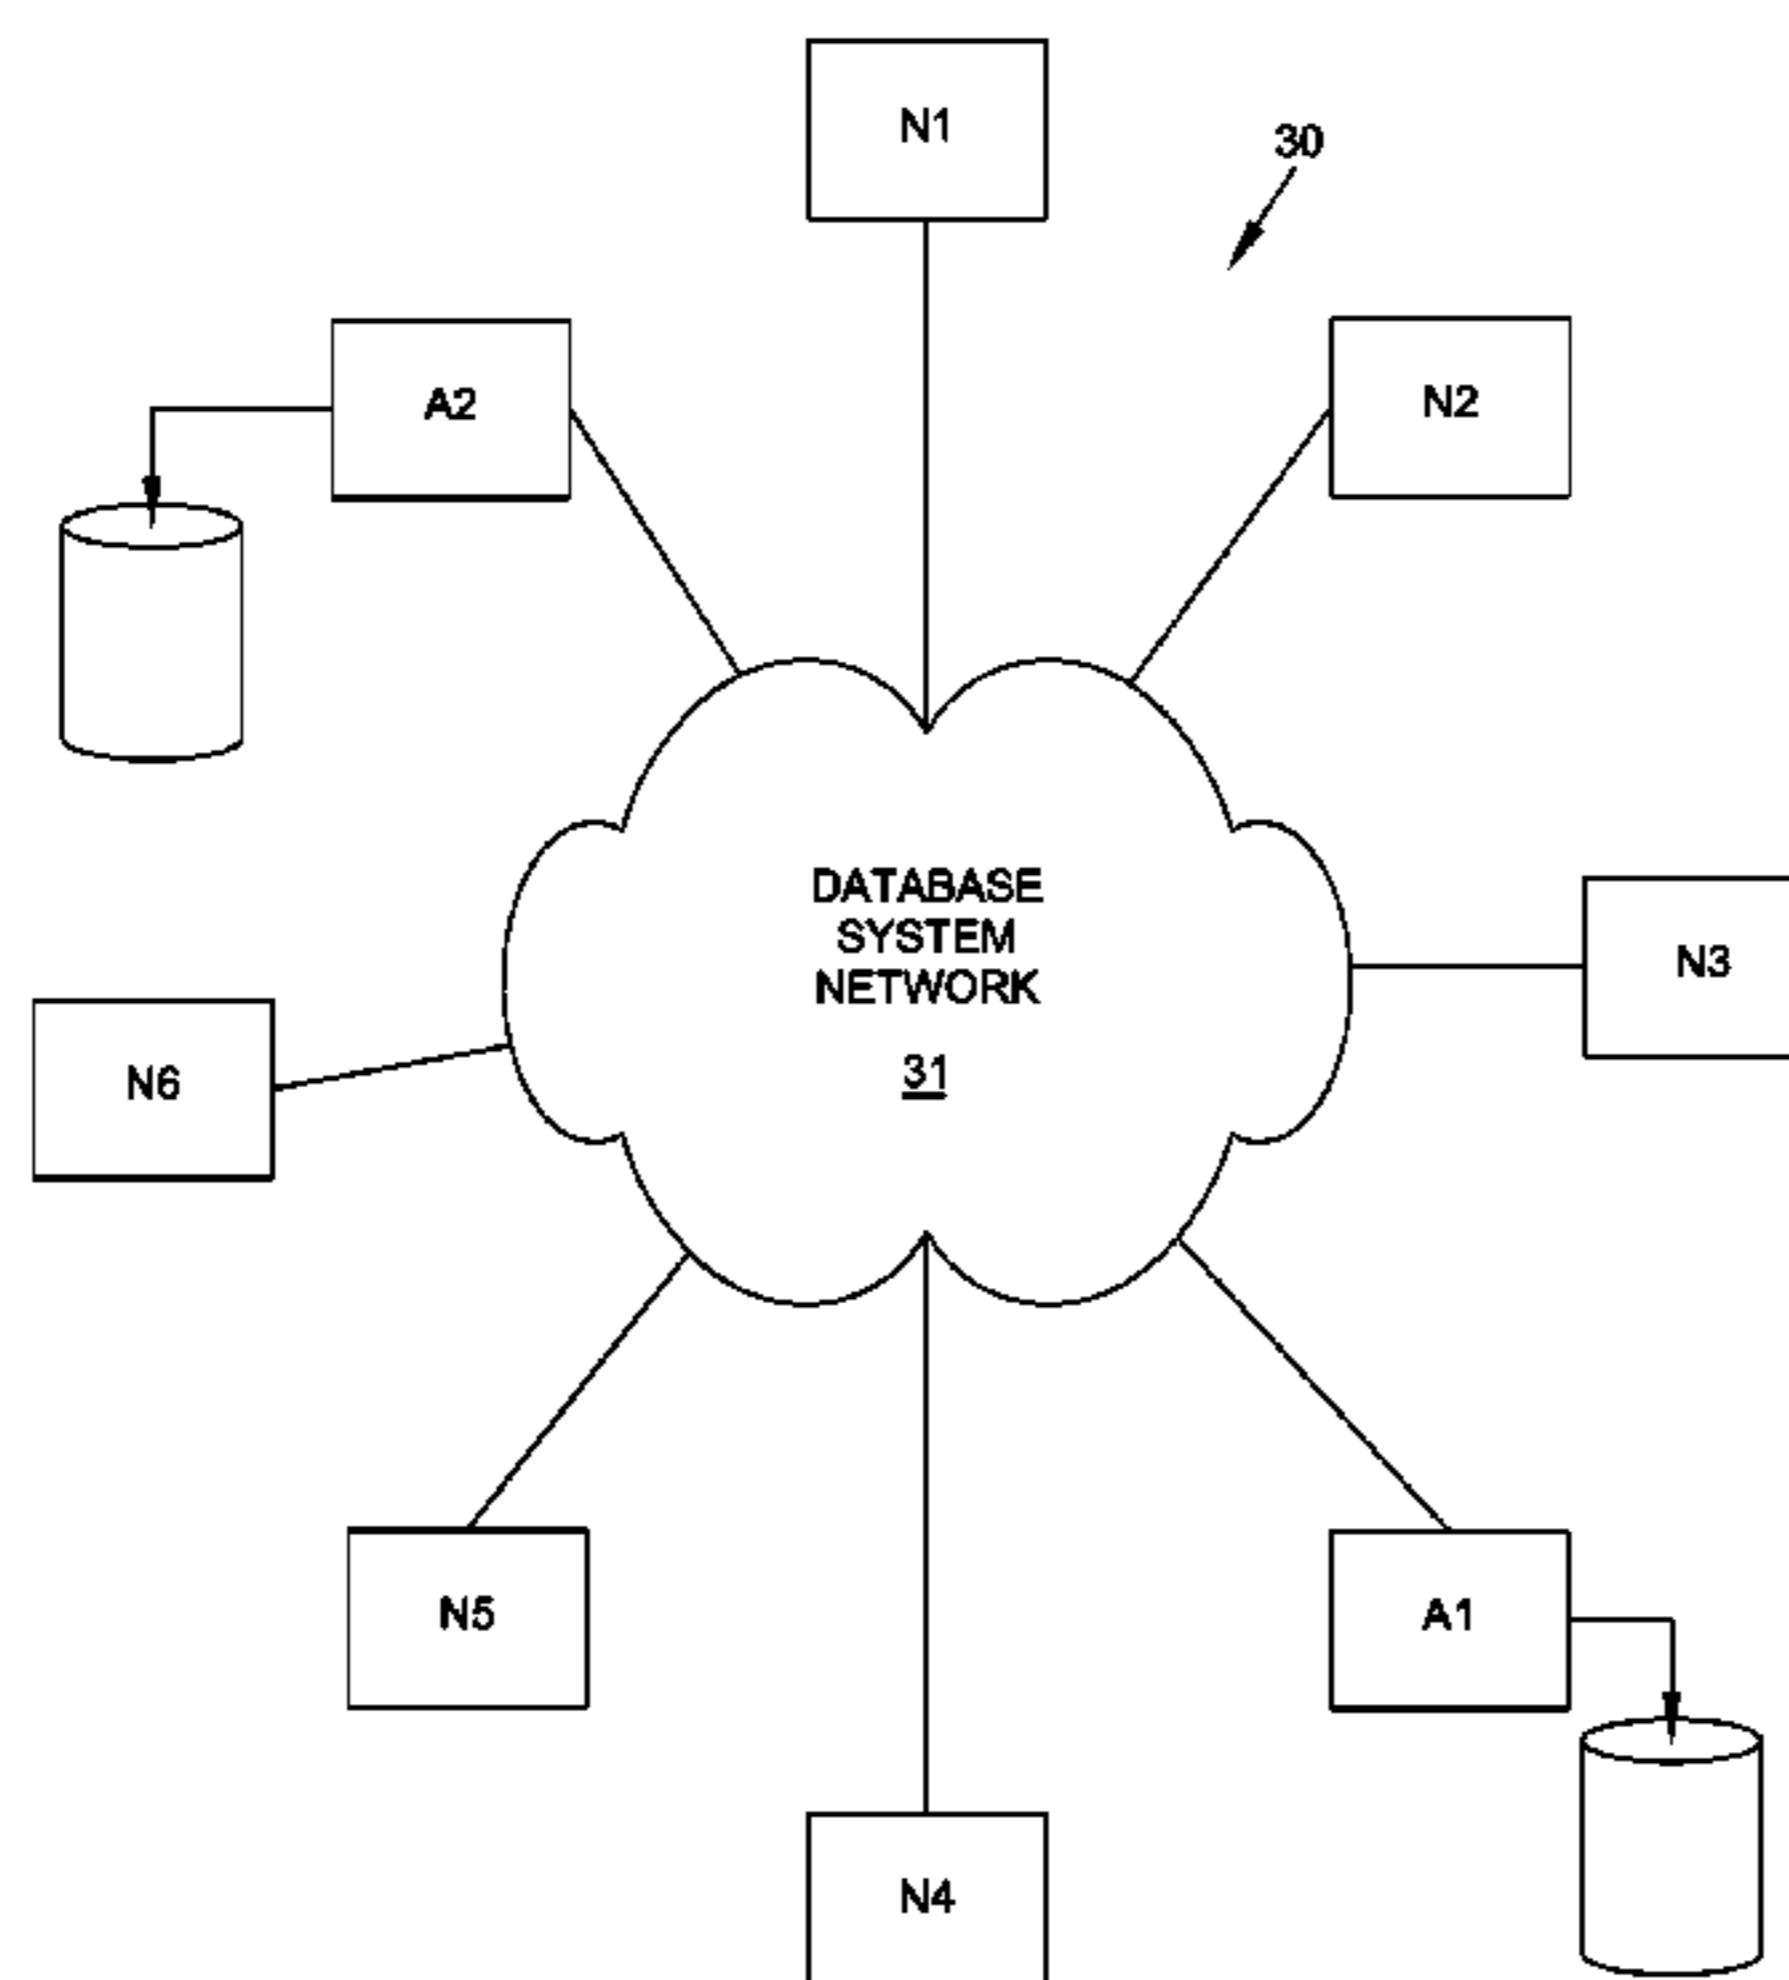 N1
30
A2
N2
DATABASE
SYSTEM
NETWORK
31
N3
N6
N5
A1
N4